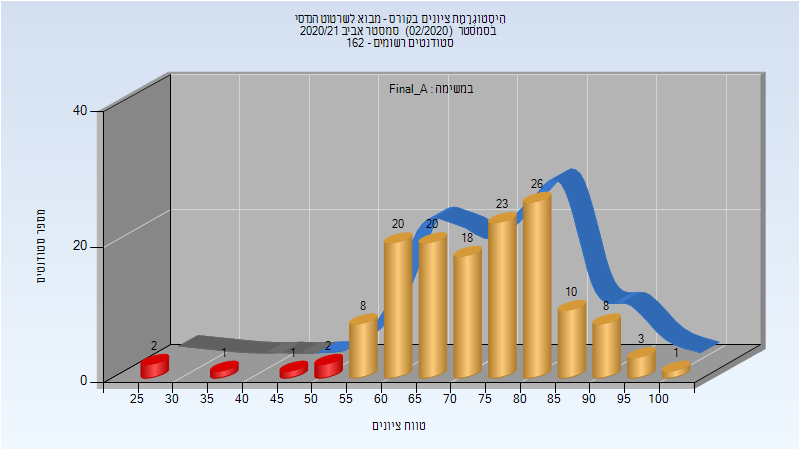 הִיסְטוֹגְרָמַת ציונים בקורס - מבוא לשרטוט הנדסי
בסמסטר (02/2020) סמסטר אביב 2020/21
סטודנטים רשומים - 162
במשימה : Final_A
40
20
0
מספר סטודנטים
2 1 1 2 8 20 20 18 23 26 10 8 3 1
25 30 35 40 45 50 55 60 65 70 75 80 85 90 95 100
טווח ציונים